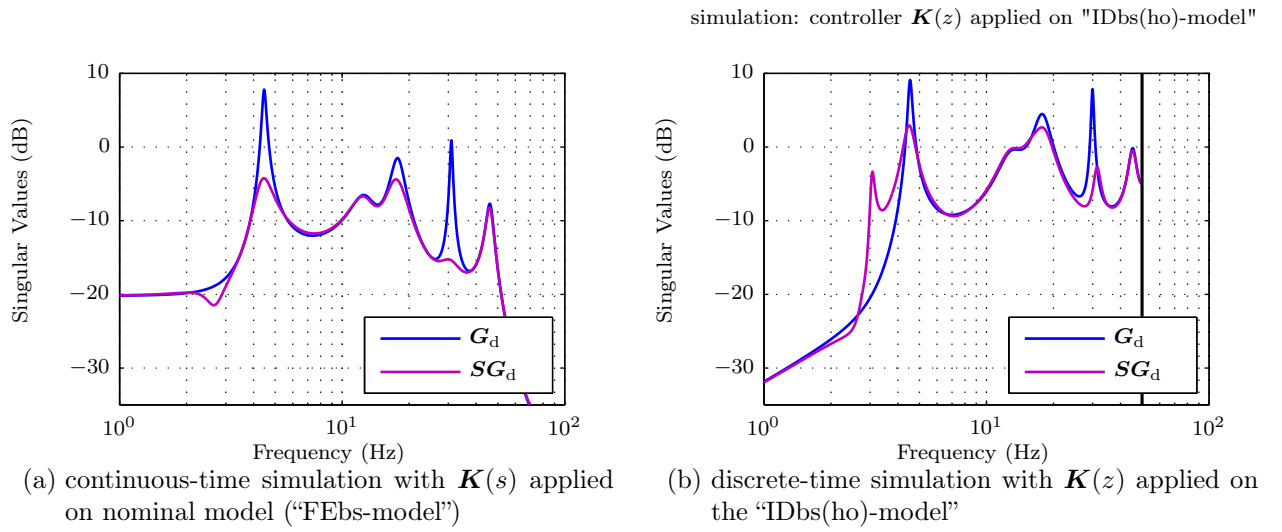 simulation: controller K(z) applied on "IDbs(ho)-model"
Singular Values (dB)
10
0
−10
−20
−30
G_d
SG_d
10^0
10^1
10^2
Frequency (Hz)
(a) continuous-time simulation with K(s) applied
on nominal model (“FEbs-model”)
Singular Values (dB)
10
0
−10
−20
−30
G_d
SG_d
10^0
10^1
10^2
Frequency (Hz)
(b) discrete-time simulation with K(z) applied on
the “IDbs(ho)-model”